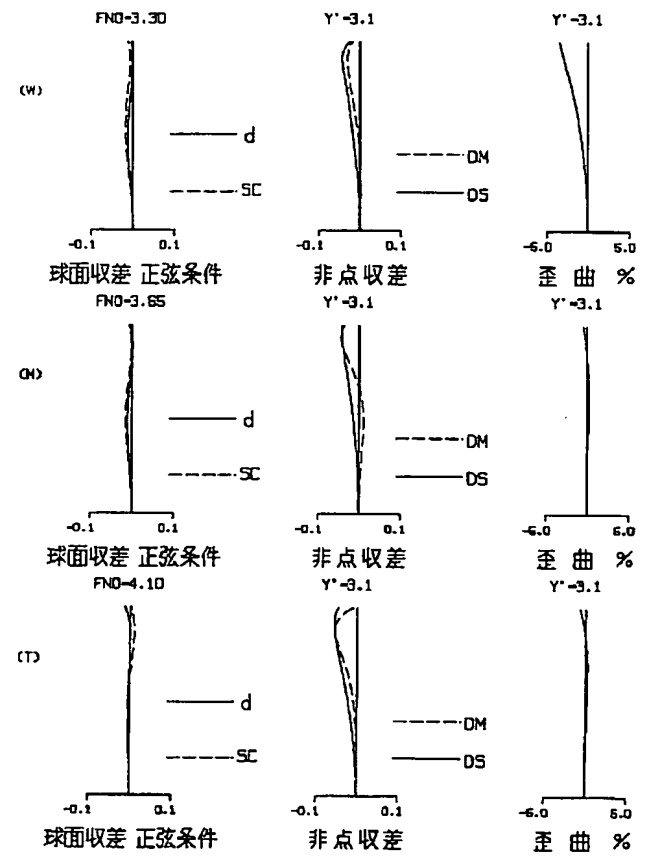 FNO-3.30 Y'-3.1 Y'-3.1
(W)
d
SC
DM
DS
-0.1 0.1 -0.1 0.1 -5.0 5.0
球面収差 正弦条件 非点収差 歪曲 %
FNO-3.65 Y'-3.1 Y'-3.1
(M)
d
SC
DM
DS
-0.1 0.1 -0.1 0.1 -5.0 5.0
球面収差 正弦条件 非点収差 歪曲 %
FNO-4.10 Y'-3.1 Y'-3.1
(T)
d
SC
DM
DS
-0.1 0.1 -0.1 0.1 -5.0 5.0
球面収差 正弦条件 非点収差 歪曲 %